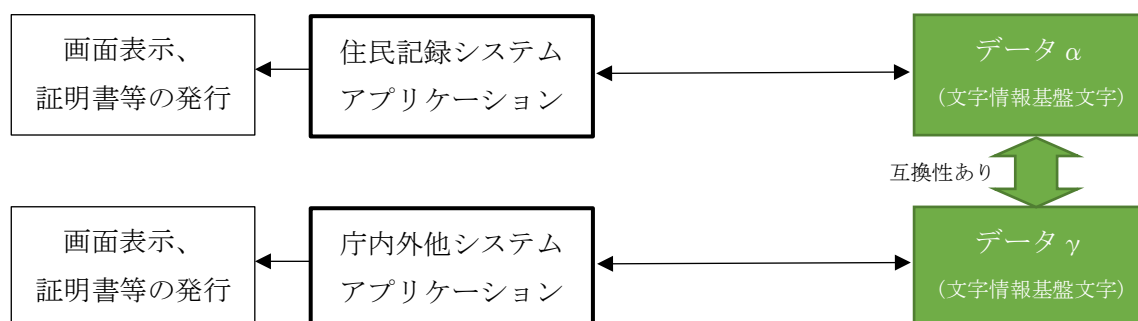 画面表示、
証明書等の発行
住民記録システム
アプリケーション
データα
（文字情報基盤文字）
互換性あり
画面表示、
証明書等の発行
庁内外他システム
アプリケーション
データγ
（文字情報基盤文字）